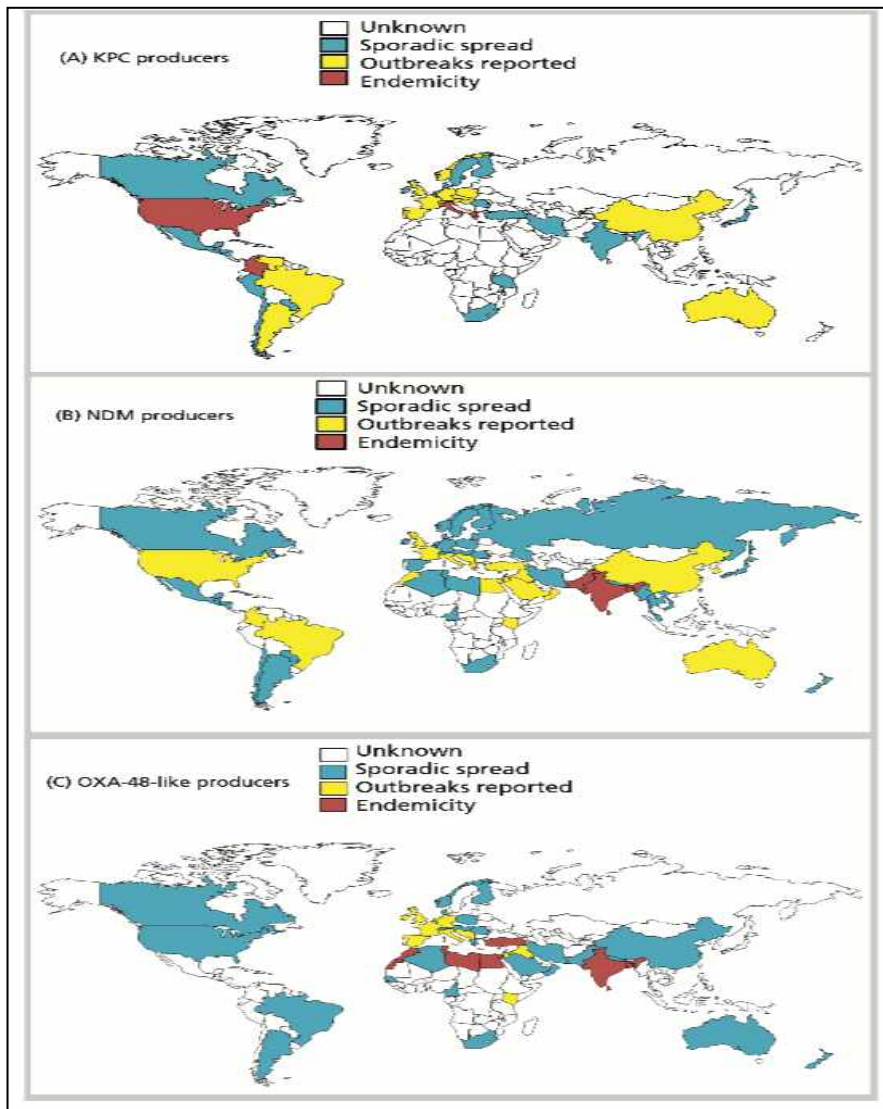 Unknown
Sporadic spread
(A) KPC producers
Outbreaks reported
Endemicity
Unknown
Sporadic spread
(B) NDM producers
Outbreaks reported
Endemicity
Unknown
Sporadic spread
(C) OXA-48-like producers
Outbreaks reported
Endemicity